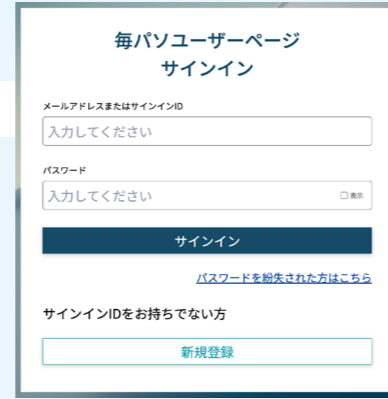 毎パソユーザーページ
サインイン
メールアドレスまたはサインインID
入力してください
パスワード
入力してください
表示
サインイン
パスワードを紛失された方はこちら
サインインIDをお持ちでない方
新規登録